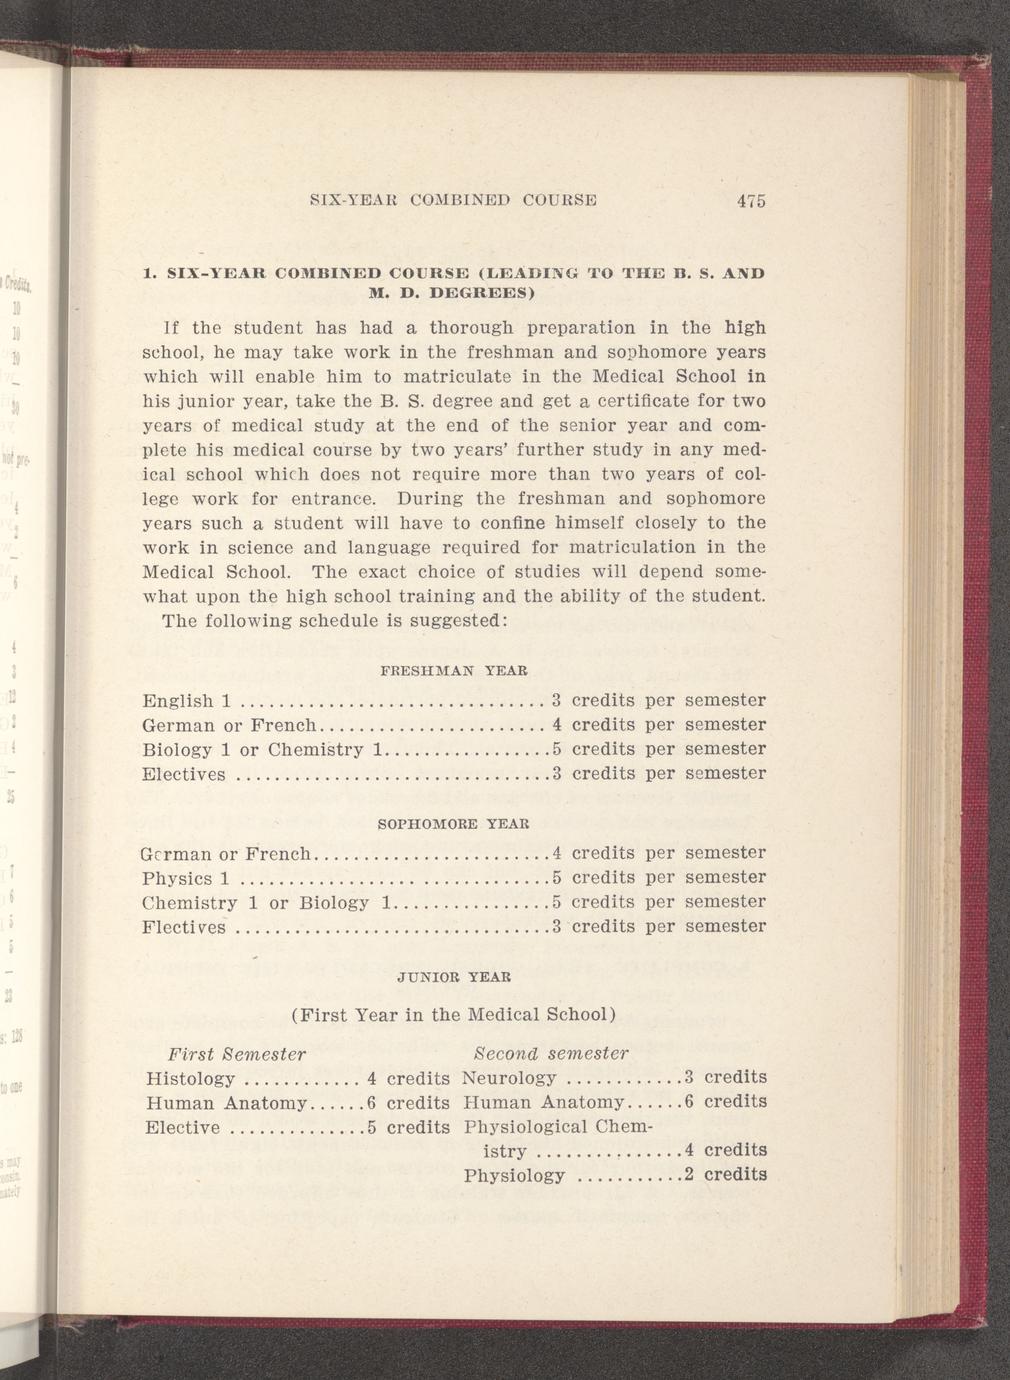 SIX-YEAR COMBINED COURSE 475
1. SIX-YEAR COMBINED COURSE (LEADING TO THE B. S. AND
M. D. DEGREES)
If the student has had a thorough preparation in the high
school, he may take work in the freshman and sophomore years
which will enable him to matriculate in the Medical School in
his junior year, take the B. S. degree and get a certificate for two
years of medical study at the end of the senior year and com-
plete his medical course by two years' further study in any med-
ical school which does not require more than two years of col-
lege work for entrance. During the freshman and sophomore
years such a student will have to confine himself closely to the
work in science and language required for matriculation in the
Medical School. The exact choice of studies will depend some-
what upon the high school training and the ability of the student.
The following schedule is suggested:
FRESHMAN YEAR
English 1 ............................... 3 credits per semester
German or French....................... 4 credits per semester
Biology 1 or Chemistry 1.................5 credits per semester
Electives ................................3 credits per semester
SOPHOMORE YEAR
German or French........................4 credits per semester
Physics 1 ................................5 credits per semester
Chemistry 1 or Biology 1................5 credits per semester
Flectives ................................3 credits per semester
JUNIOR YEAR
(First Year in the Medical School)
First Semester Second semester
Histology ............ 4 credits Neurology ............3 credits
Human Anatomy......6 credits Human Anatomy......6 credits
Elective ..............5 credits Physiological Chem-
istry ...............4 credits
Physiology ...........2 credits